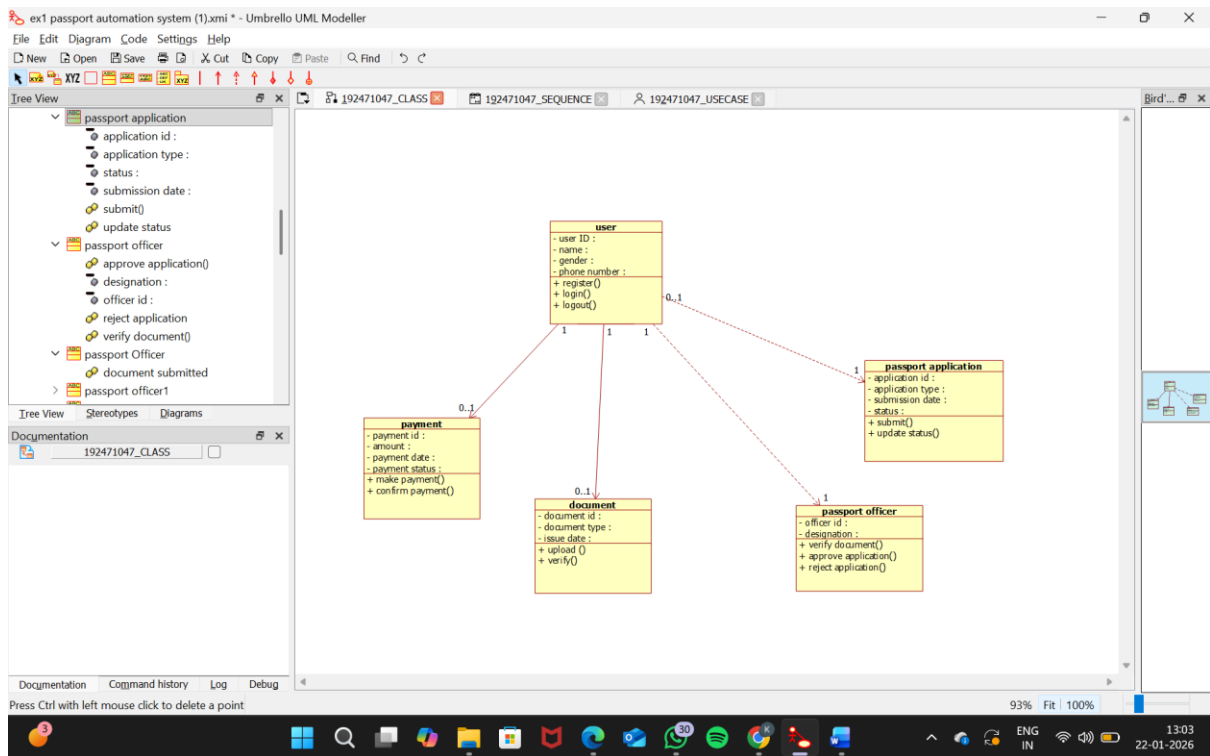 ex1 passport automation system (1).xmi * - Umbrello UML Modeller
File Edit Diagram Code Settings Help
New Open Save Cut Copy Paste Find
XYZ
Tree View
192471047_CLASS 192471047_SEQUENCE 192471047_USECASE
Bird'...
passport application
application id :
application type :
status :
submission date :
submit()
update status
passport officer
approve application()
designation :
officer id :
reject application
verify document()
passport Officer
document submitted
passport officer1
Tree View Stereotypes Diagrams
Documentation
192471047_CLASS
Documentation Command history Log Debug
user
- user ID :
- name :
- gender :
- phone number :
+ register()
+ login()
+ logout()
0..1
1 1 1
1
passport application
- application id :
- application type :
- submission date :
- status :
+ submit()
+ update status()
0..1
payment
- payment id :
- amount :
- payment date :
- payment status :
+ make payment()
+ confirm payment()
0..1
document
- document id :
- document type :
- issue date :
+ upload ()
+ verify()
1
passport officer
- officer id :
- designation :
+ verify document()
+ approve application()
+ reject application()
Press Ctrl with left mouse click to delete a point
93% Fit 100%
3
30
K
ENG
IN
13:03
22-01-2026